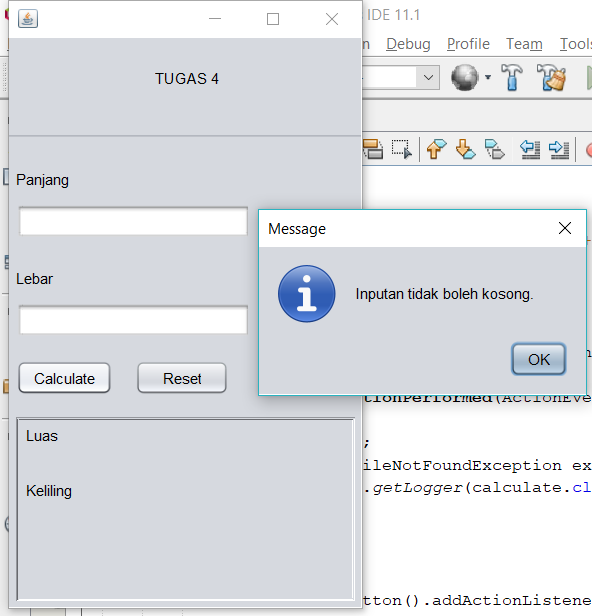 IDE 11.1
Debug Profile Team Tools
TUGAS 4
Panjang
Lebar
Calculate Reset
Luas
Keliling
Message
Inputan tidak boleh kosong.
OK
tionPerformed(ActionEve
;
ileNotFoundException ex
.getLogger(calculate.cl
tton().addActionListene